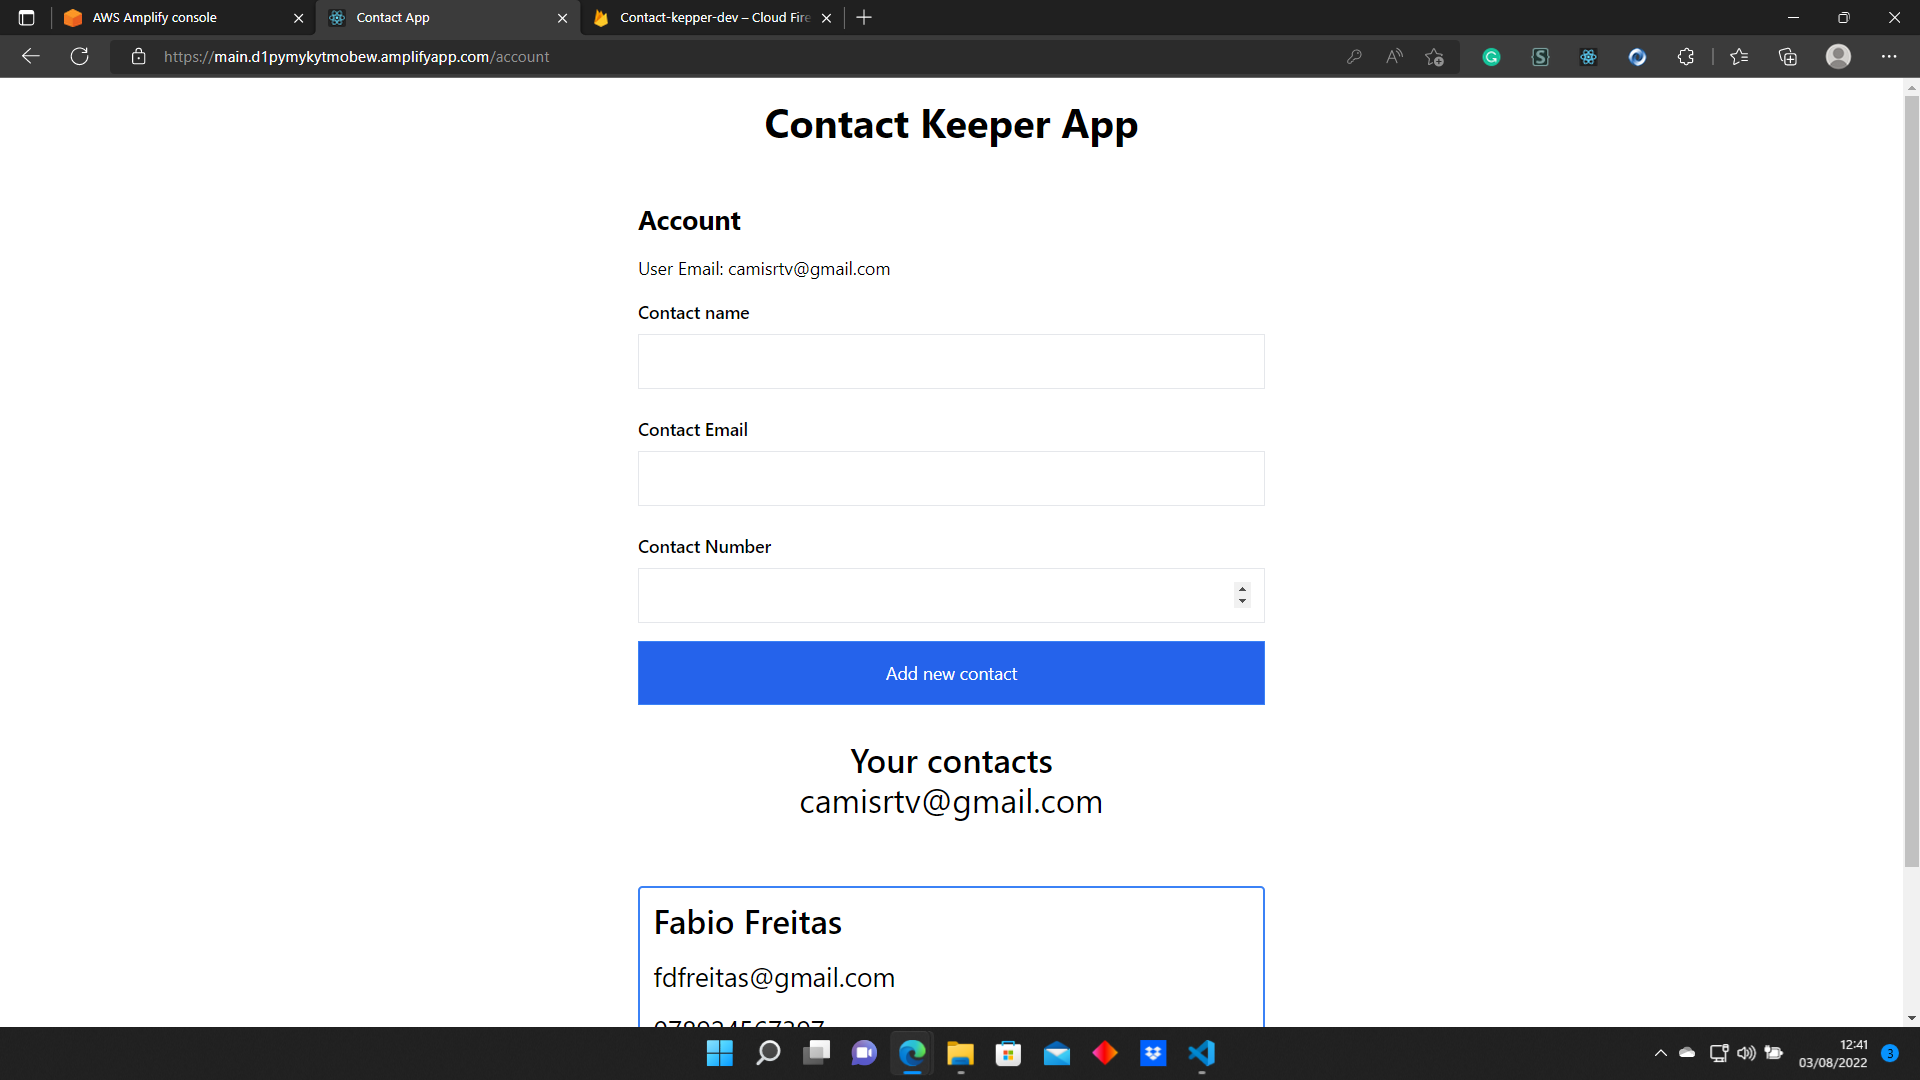 AWS Amplify console
Contact App
Contact-kepper-dev – Cloud Fire
https://main.d1pymykytmobew.amplifyapp.com/account
Contact Keeper App
Account
User Email: camisrtv@gmail.com
Contact name
Contact Email
Contact Number
Add new contact
Your contacts
camisrtv@gmail.com
Fabio Freitas
fdfreitas@gmail.com
12:41
03/08/2022
3